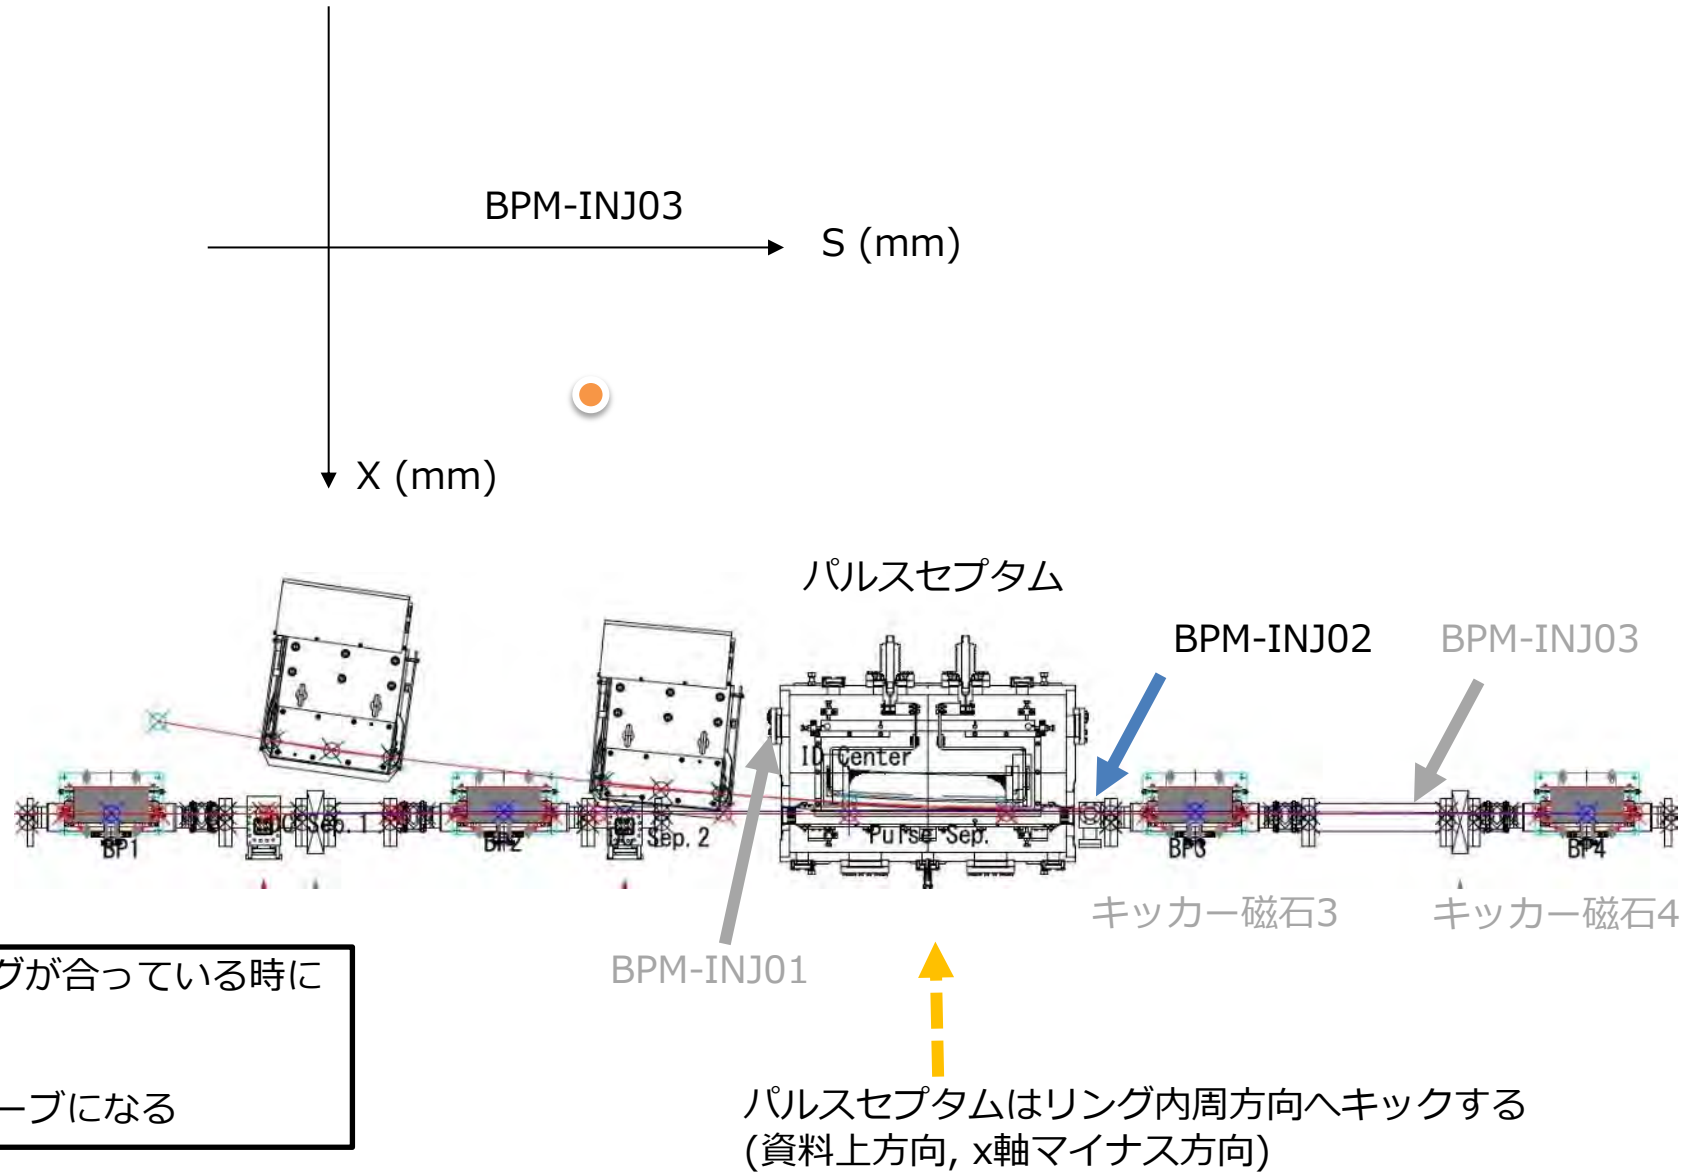 BPM-INJ03
S (mm)
X (mm)
パルスセプタム
BPM-INJ02
BPM-INJ03
ID Center
BP1
Sep.1
BP2
Sep.2
Pulse Sep.
BP3
BP4
キッカー磁石3
キッカー磁石4
BPM-INJ01
グが合っている時に
ーブになる
パルスセプタムはリング内周方向へキックする
(資料上方向, x軸マイナス方向)